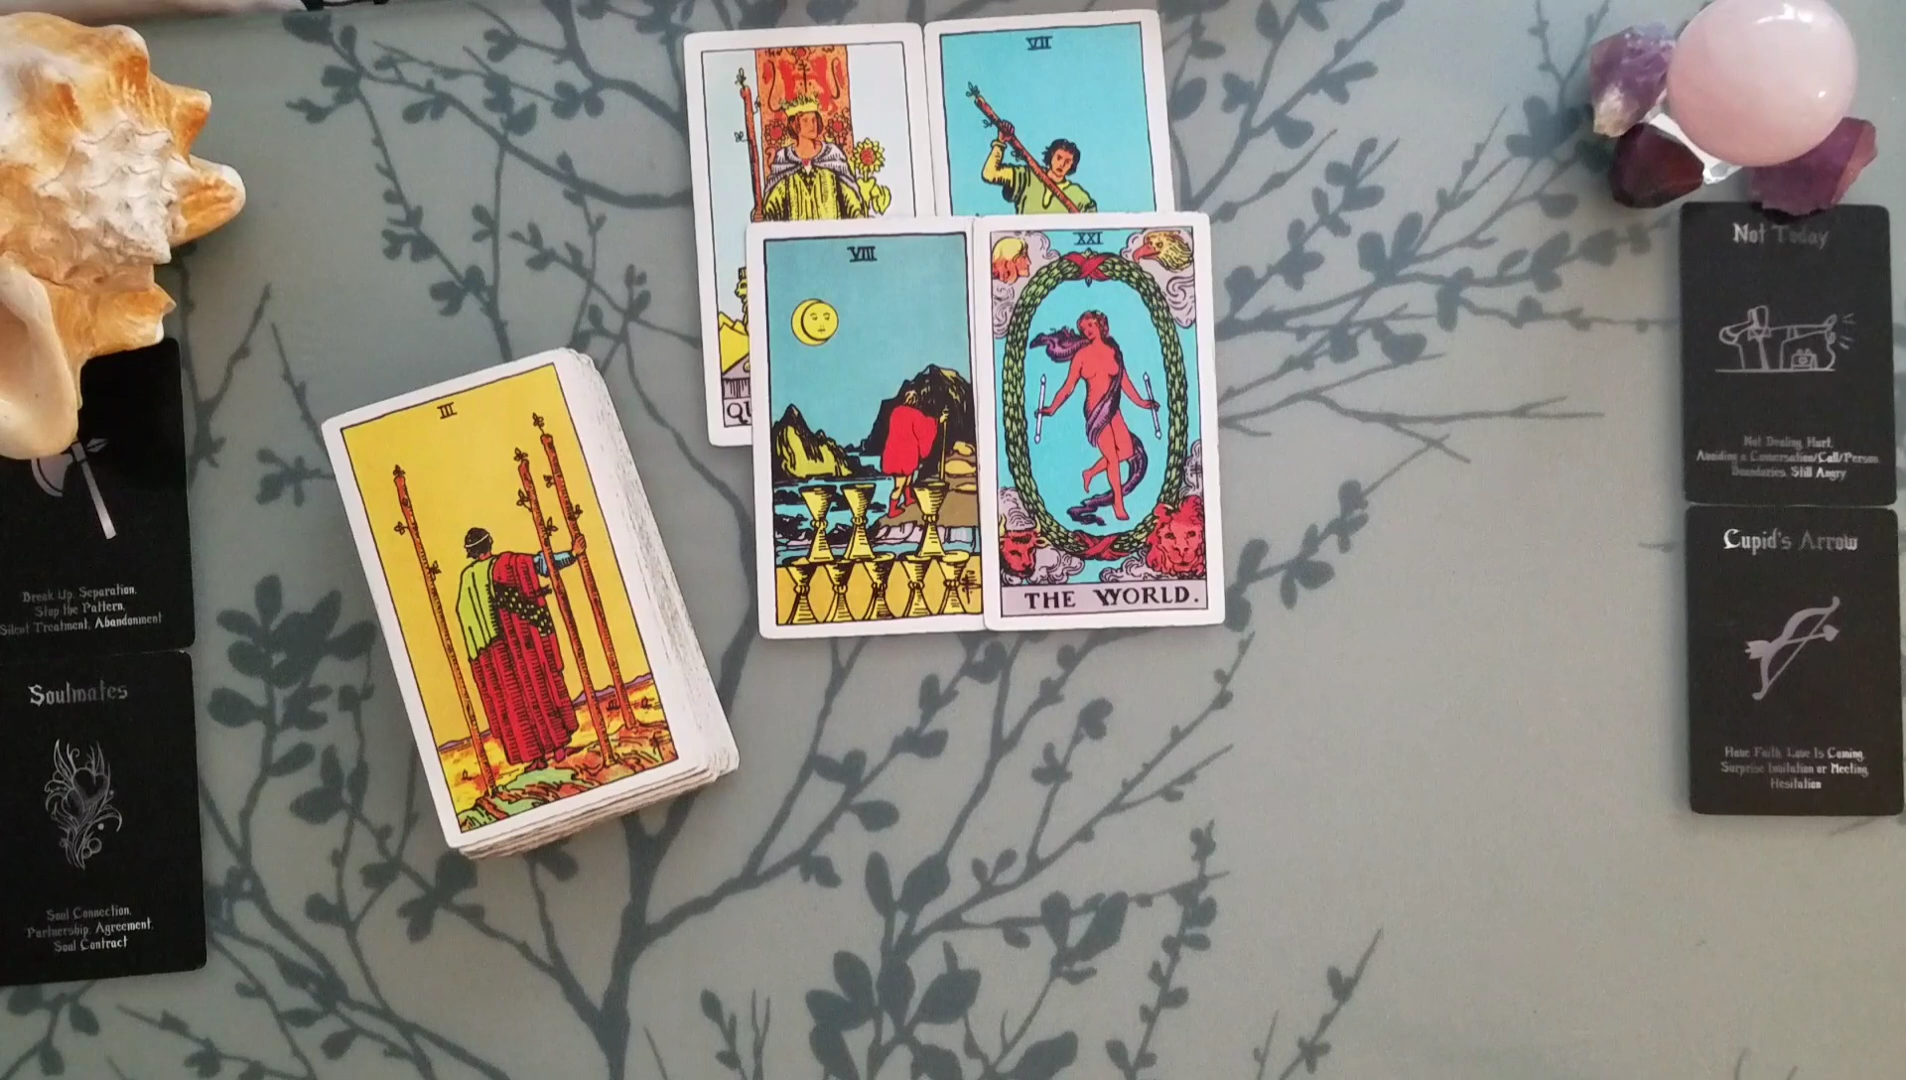 VII
QU
VIII
XXI
THE WORLD.
III
Break Up, Separation,
Stop the Pattern,
Silent Treatment, Abandonment
Soulmates
Soul Connection,
Partnership, Agreement,
Soul Contract
Not Today
Not Dealing, Hurt,
Avoiding a Conversation/Call/Person,
Boundaries, Still Angry
Cupid's Arrow
Have Faith Love Is Coming,
Surprise Invitation or Meeting,
Hesitation